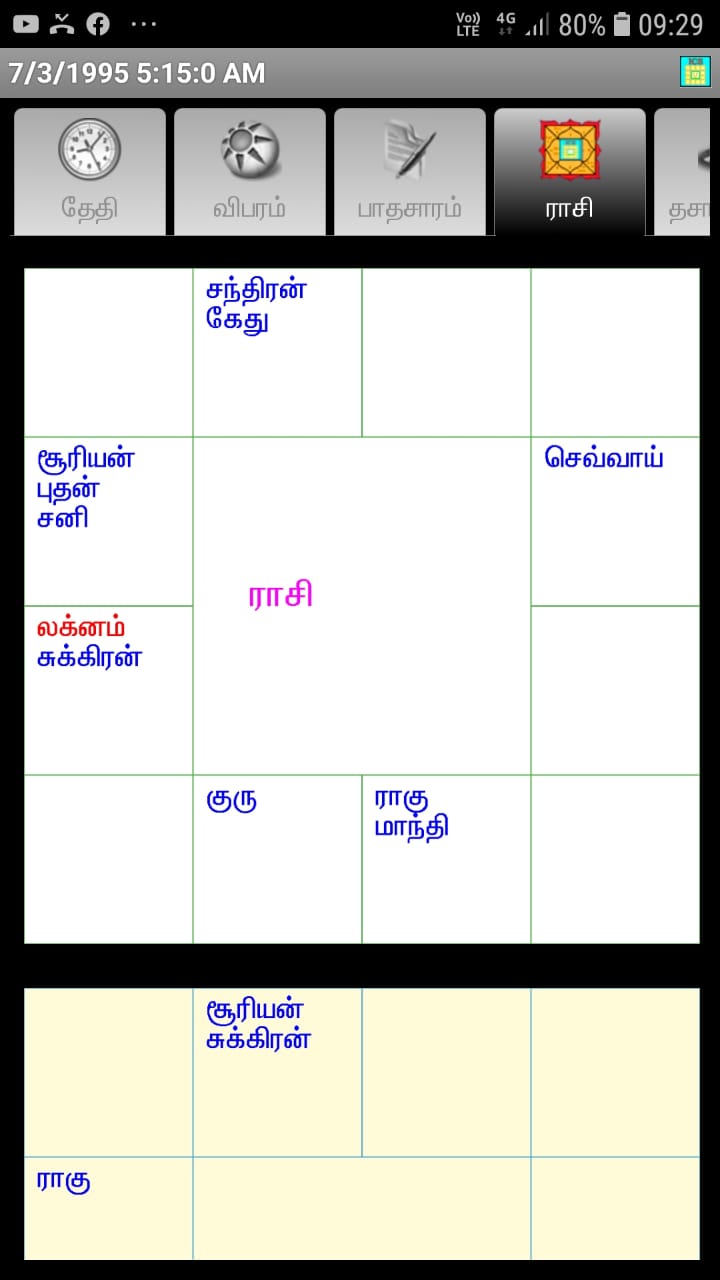 Vo)) LTE 4G 80% 09:29
7/3/1995 5:15:0 AM
தேதி விபரம் பாதசாரம் ராசி
சந்திரன்
கேது
சூரியன்
புதன்
சனி
செவ்வாய்
ராசி
லக்னம்
சுக்கிரன்
குரு
ராகு
மாந்தி
சூரியன்
சுக்கிரன்
ராகு